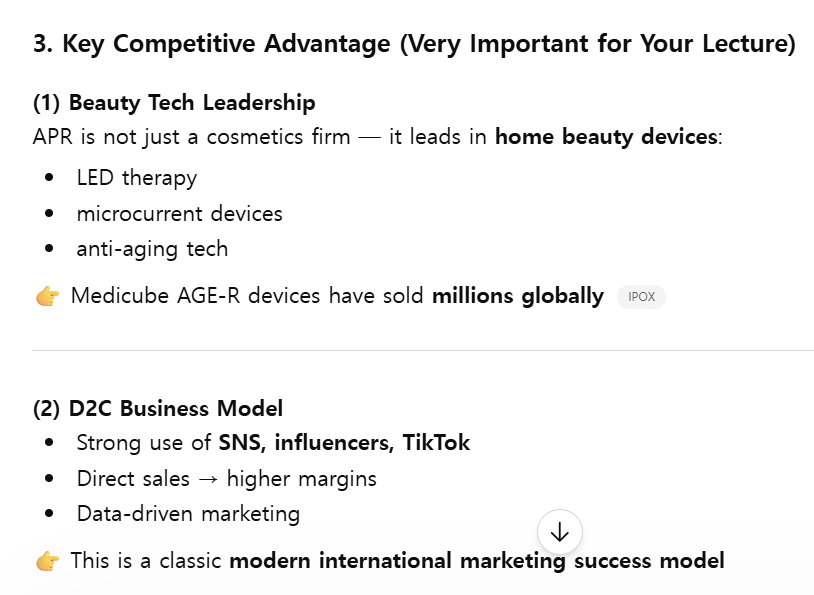 3. Key Competitive Advantage (Very Important for Your Lecture)
(1) Beauty Tech Leadership
APR is not just a cosmetics firm — it leads in home beauty devices:
• LED therapy
• microcurrent devices
• anti-aging tech
👉 Medicube AGE-R devices have sold millions globally IPOX
(2) D2C Business Model
• Strong use of SNS, influencers, TikTok
• Direct sales → higher margins
• Data-driven marketing
👉 This is a classic modern international marketing success model